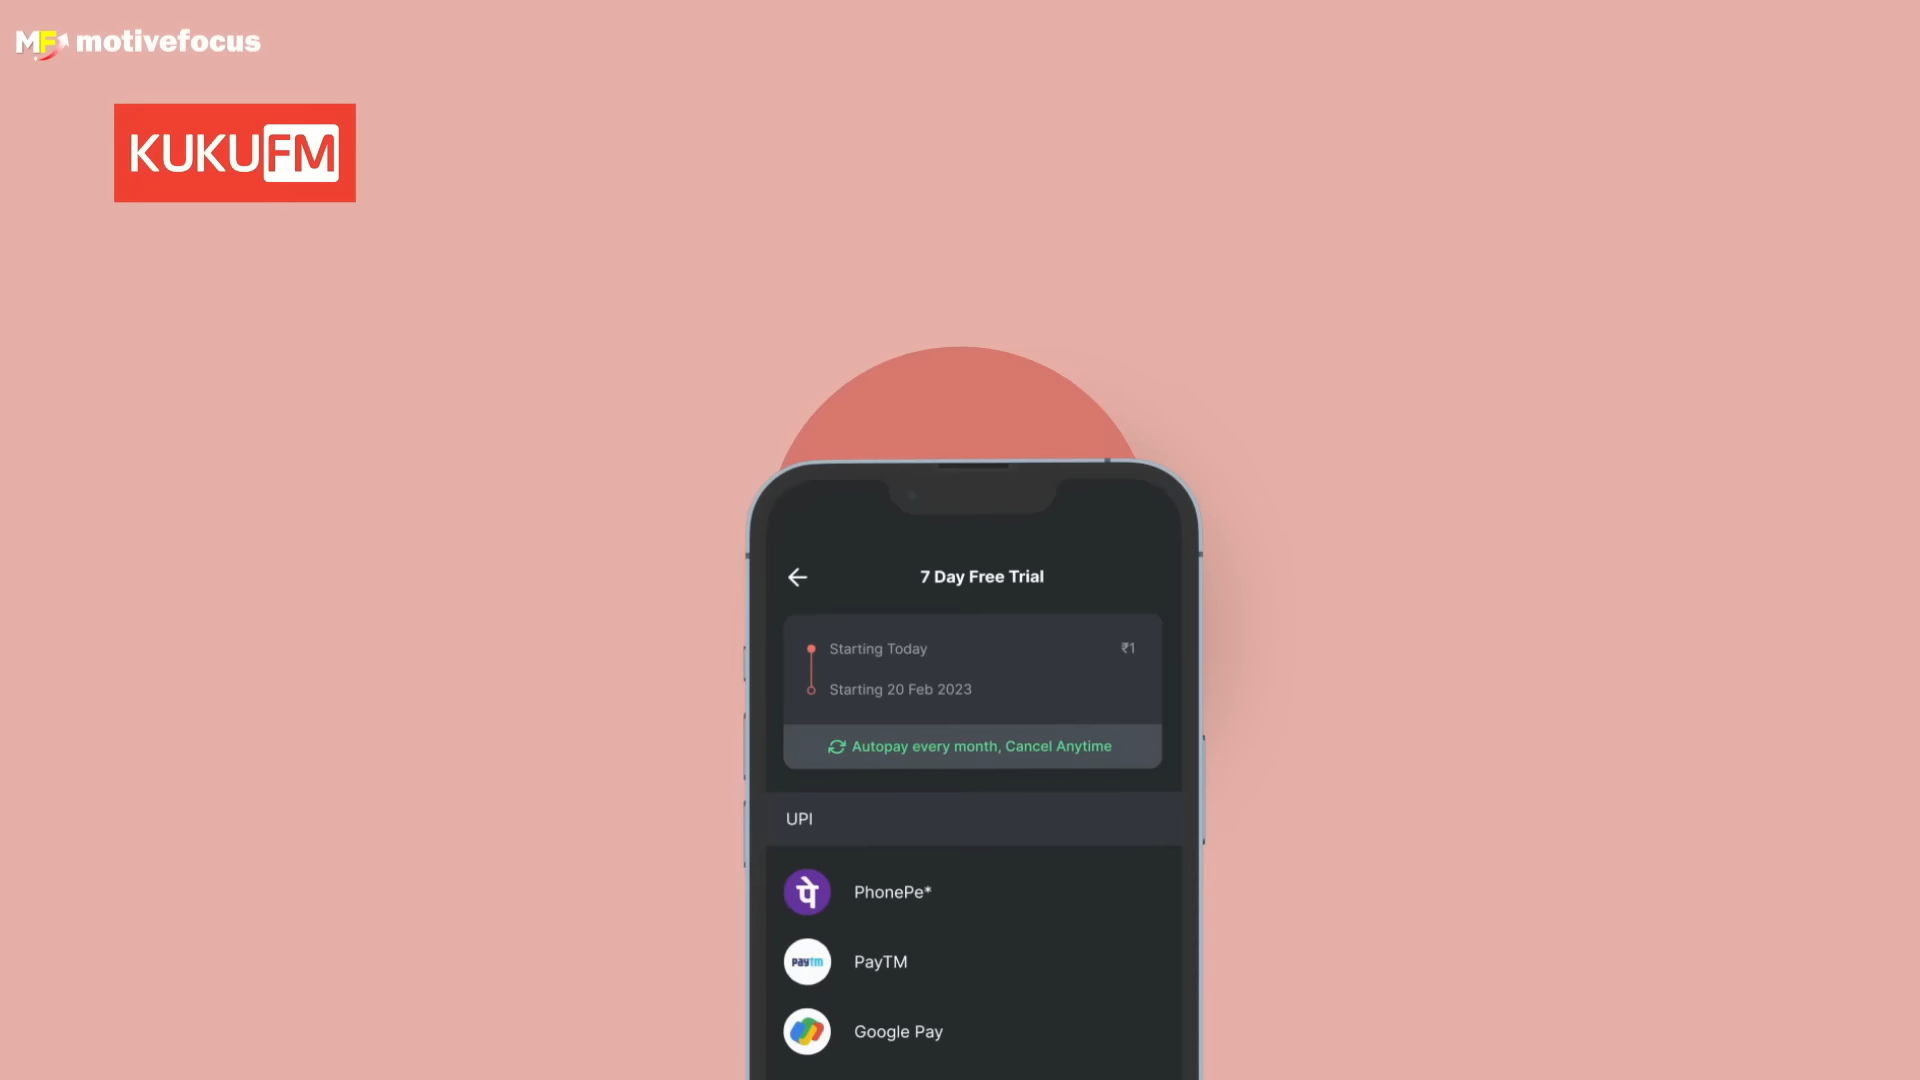 MF motivefocus
KUKUFM
7 Day Free Trial
Starting Today ₹1
Starting 20 Feb 2023
Autopay every month, Cancel Anytime
UPI
पे PhonePe*
paytm PayTM
Google Pay